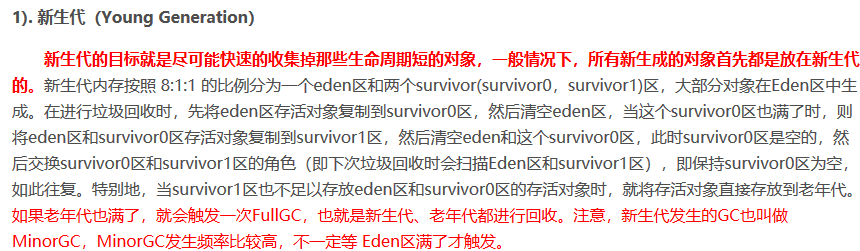 1). 新生代（Young Generation）
新生代的目标就是尽可能快速的收集掉那些生命周期短的对象，一般情况下，所有新生成的对象首先都是放在新生代
的。新生代内存按照 8:1:1 的比例分为一个eden区和两个survivor(survivor0，survivor1)区，大部分对象在Eden区中生
成。在进行垃圾回收时，先将eden区存活对象复制到survivor0区，然后清空eden区，当这个survivor0区也满了时，则
将eden区和survivor0区存活对象复制到survivor1区，然后清空eden和这个survivor0区，此时survivor0区是空的，然
后交换survivor0区和survivor1区的角色（即下次垃圾回收时会扫描Eden区和survivor1区），即保持survivor0区为空，
如此往复。特别地，当survivor1区也不足以存放eden区和survivor0区的存活对象时，就将存活对象直接存放到老年代。
如果老年代也满了，就会触发一次FullGC，也就是新生代、老年代都进行回收。注意，新生代发生的GC也叫做
MinorGC，MinorGC发生频率比较高，不一定等 Eden区满了才触发。